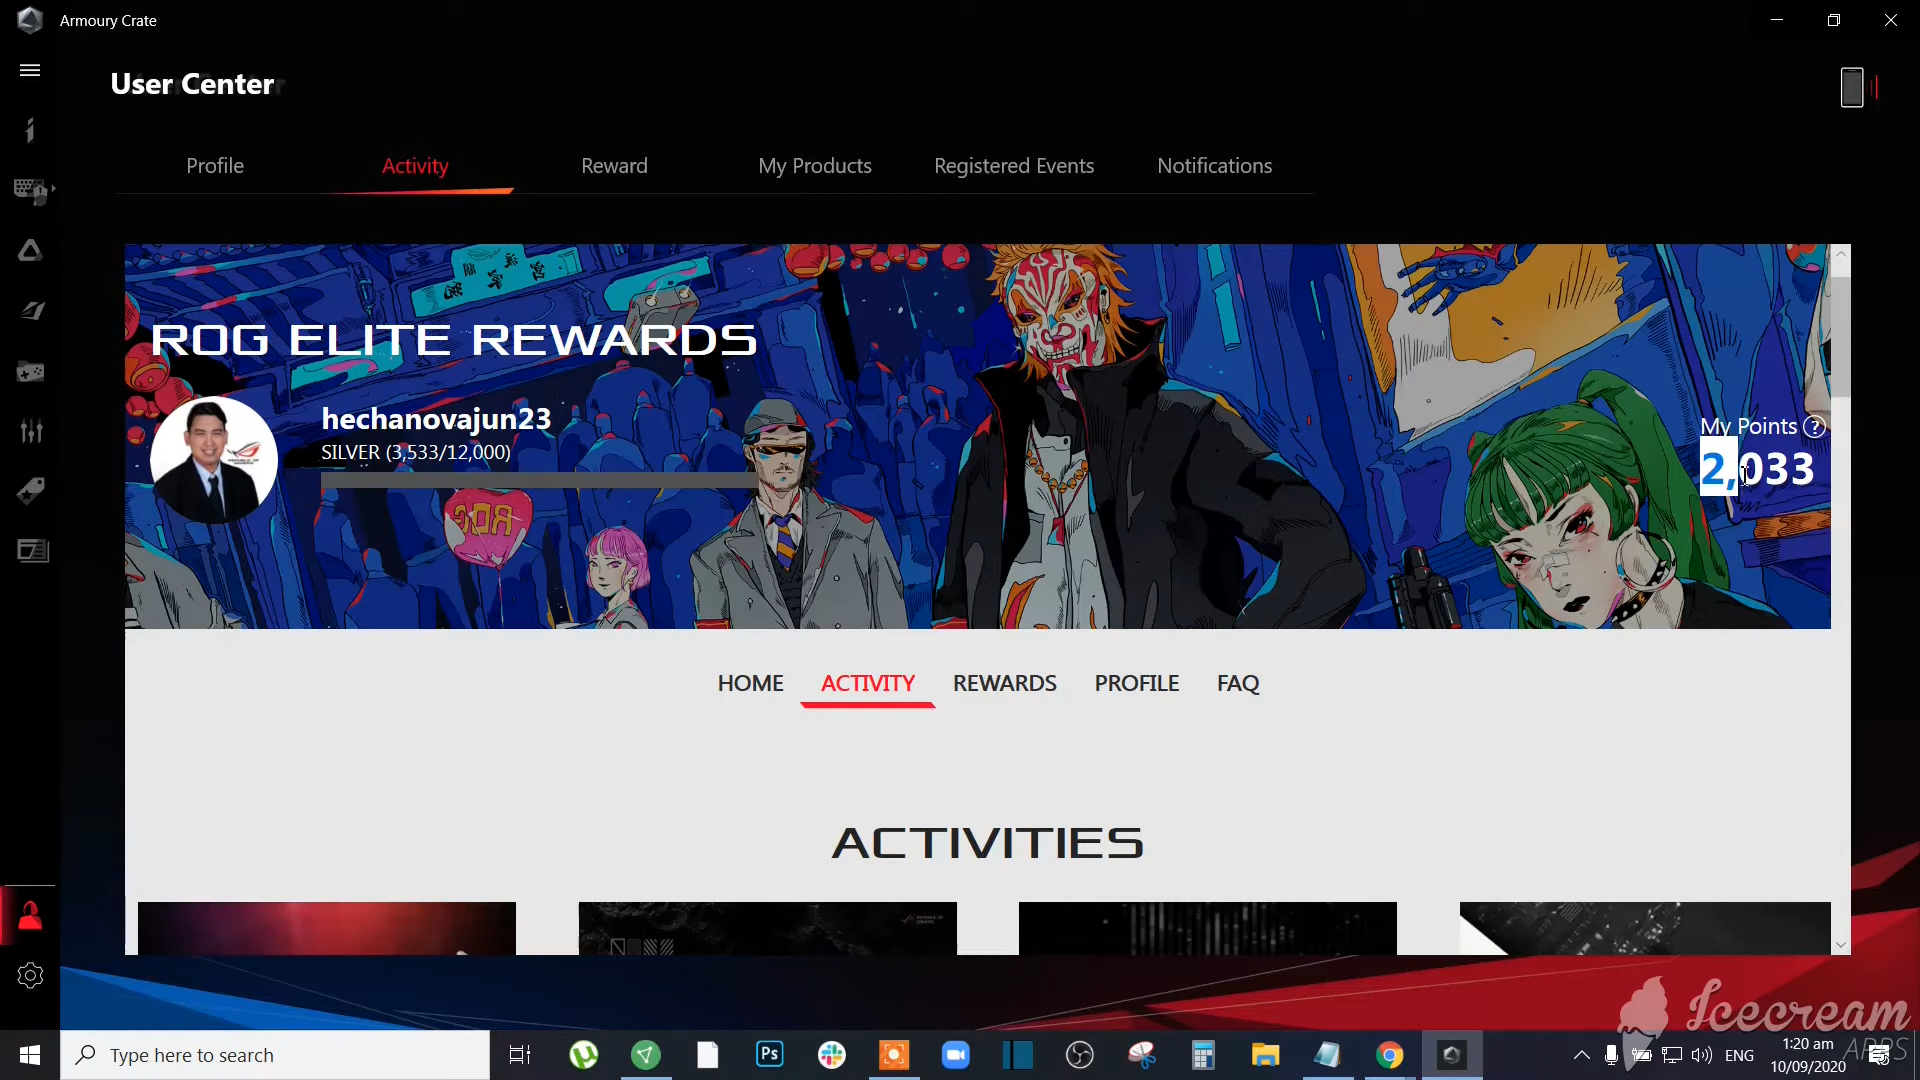 Armoury Crate
User Center
Profile
Activity
Reward
My Products
Registered Events
Notifications
ROG ELITE REWARDS
hechanovajun23
SILVER (3,533/12,000)
My Points ?
2,033
HOME
ACTIVITY
REWARDS
PROFILE
FAQ
ACTIVITIES
Icecream
APPS
Type here to search
Ps
ENG
1:20 am
10/09/2020